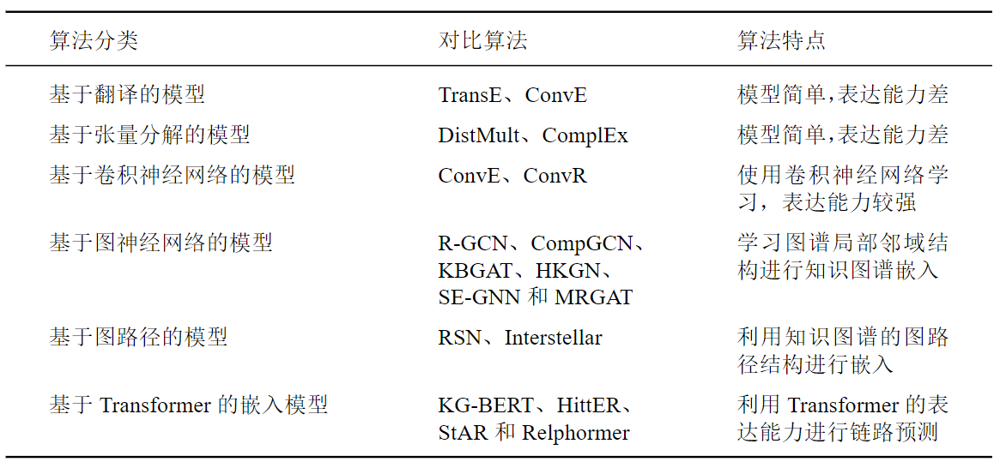 算法分类 对比算法 算法特点
基于翻译的模型 TransE、ConvE 模型简单,表达能力差
基于张量分解的模型 DistMult、ComplEx 模型简单,表达能力差
基于卷积神经网络的模型 ConvE、ConvR 使用卷积神经网络学
习，表达能力较强
基于图神经网络的模型 R-GCN、CompGCN、 学习图谱局部邻域结
KBGAT、HKGN、 构进行知识图谱嵌入
SE-GNN 和 MRGAT
基于图路径的模型 RSN、Interstellar 利用知识图谱的图路
径结构进行嵌入
基于 Transformer 的嵌入模型 KG-BERT、HittER、 利用 Transformer 的表
StAR 和 Relphormer 达能力进行链路预测